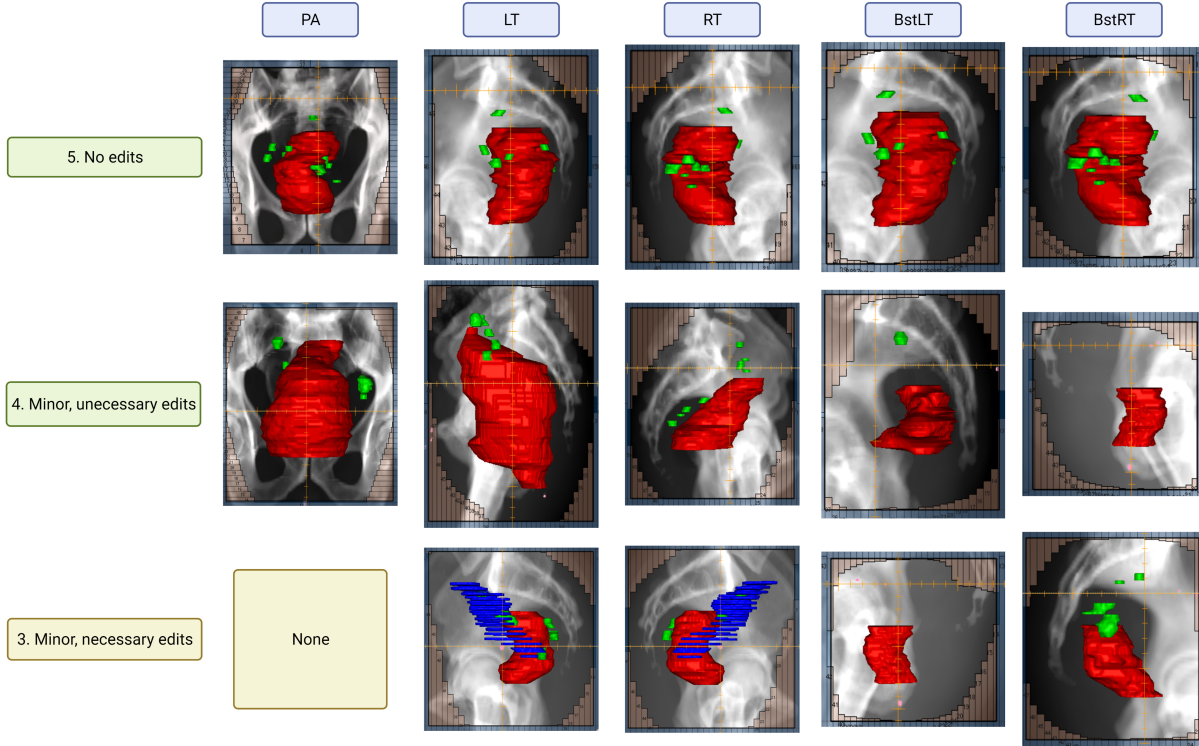 PA
LT
RT
BstLT
BstRT
5. No edits
4. Minor, unecessary edits
3. Minor, necessary edits
None